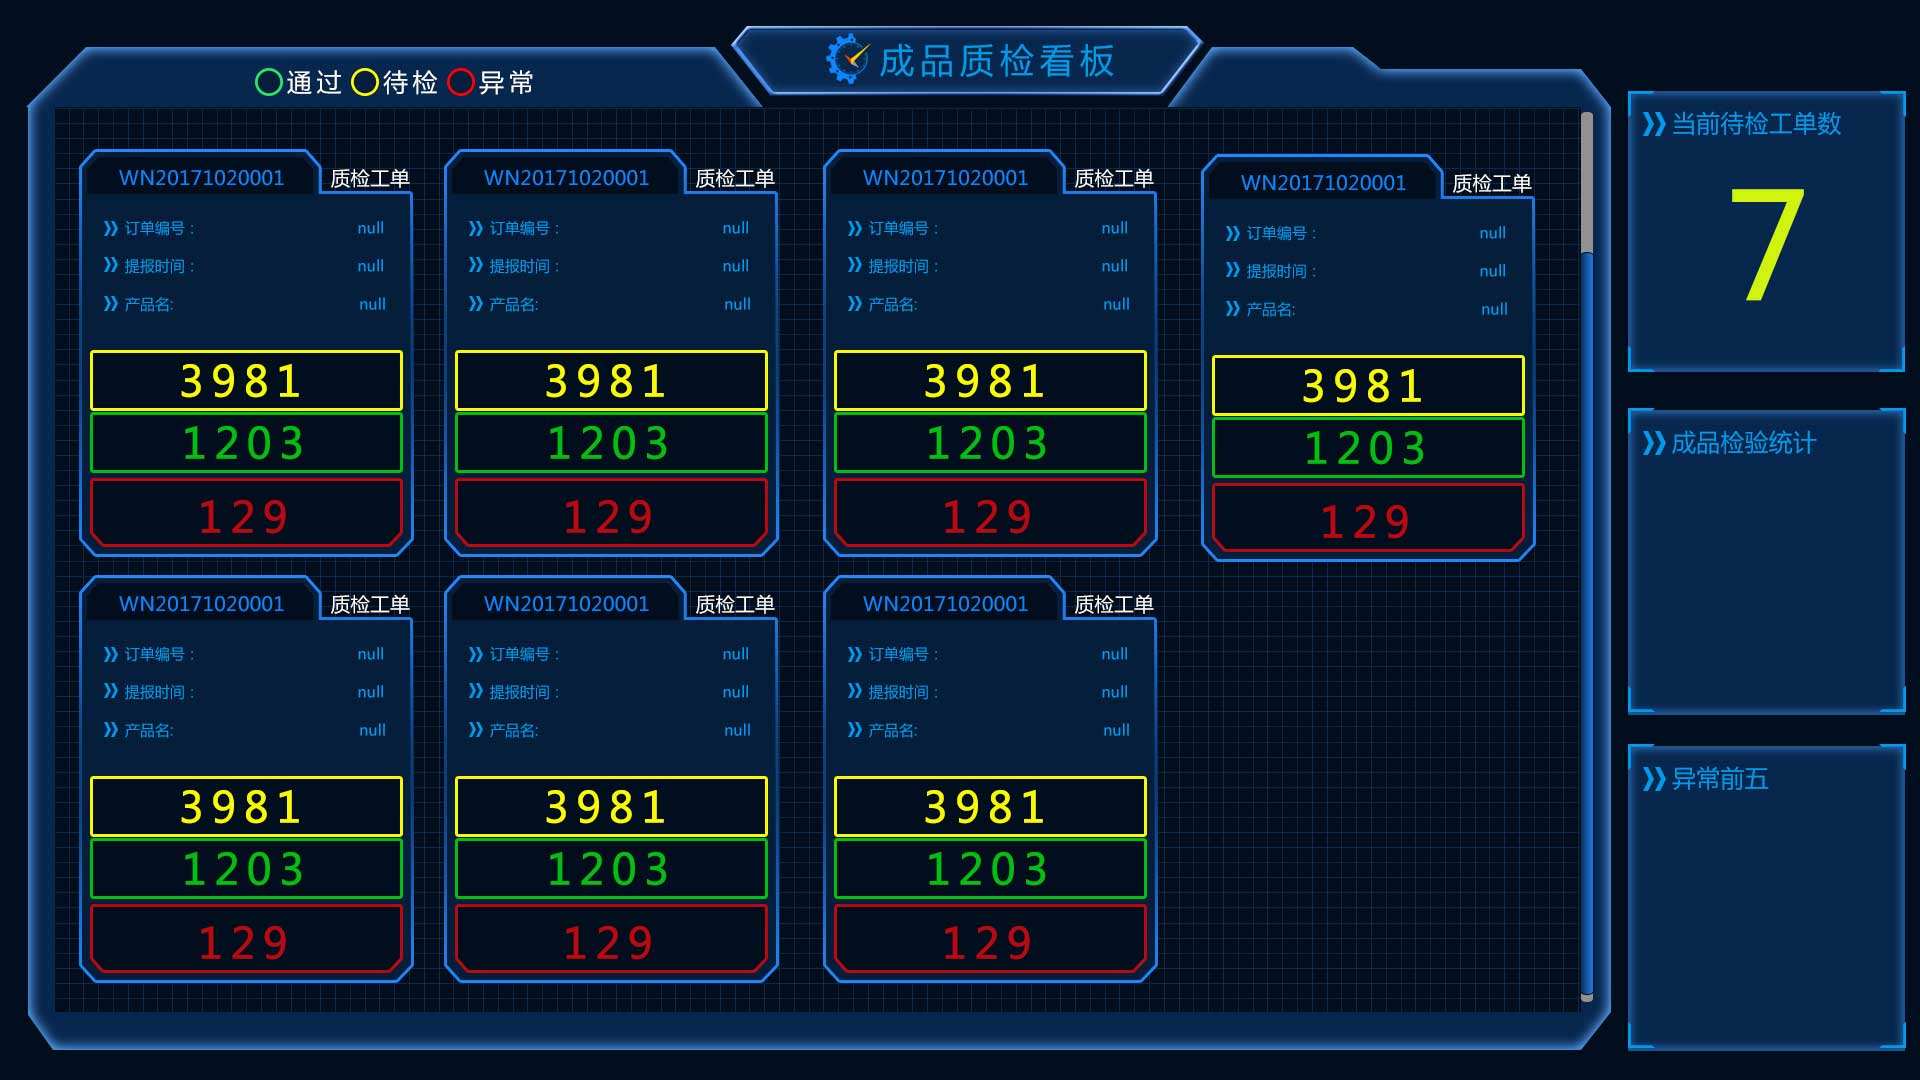 成品质检看板
通过 待检 异常
WN20171020001 质检工单
订单编号： null
提报时间： null
产品名: null
3981
1203
129
WN20171020001 质检工单
订单编号： null
提报时间： null
产品名: null
3981
1203
129
WN20171020001 质检工单
订单编号： null
提报时间： null
产品名: null
3981
1203
129
WN20171020001 质检工单
订单编号： null
提报时间： null
产品名: null
3981
1203
129
WN20171020001 质检工单
订单编号： null
提报时间： null
产品名: null
3981
1203
129
WN20171020001 质检工单
订单编号： null
提报时间： null
产品名: null
3981
1203
129
WN20171020001 质检工单
订单编号： null
提报时间： null
产品名: null
3981
1203
129
当前待检工单数
7
成品检验统计
异常前五